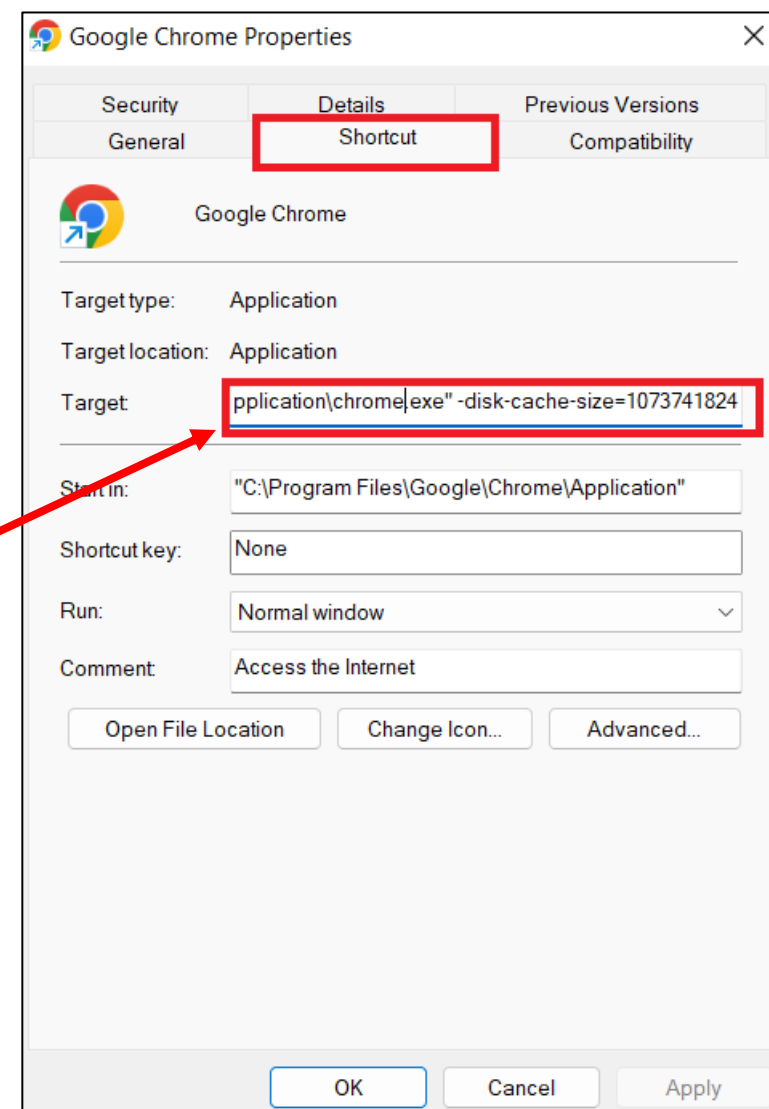 Google Chrome Properties
Security Details Previous Versions
General Shortcut Compatibility
Google Chrome
Target type: Application
Target location: Application
Target: pplication\chrome.exe" -disk-cache-size=1073741824
Start in: "C:\Program Files\Google\Chrome\Application"
Shortcut key: None
Run: Normal window
Comment: Access the Internet
Open File Location Change Icon... Advanced...
OK Cancel Apply